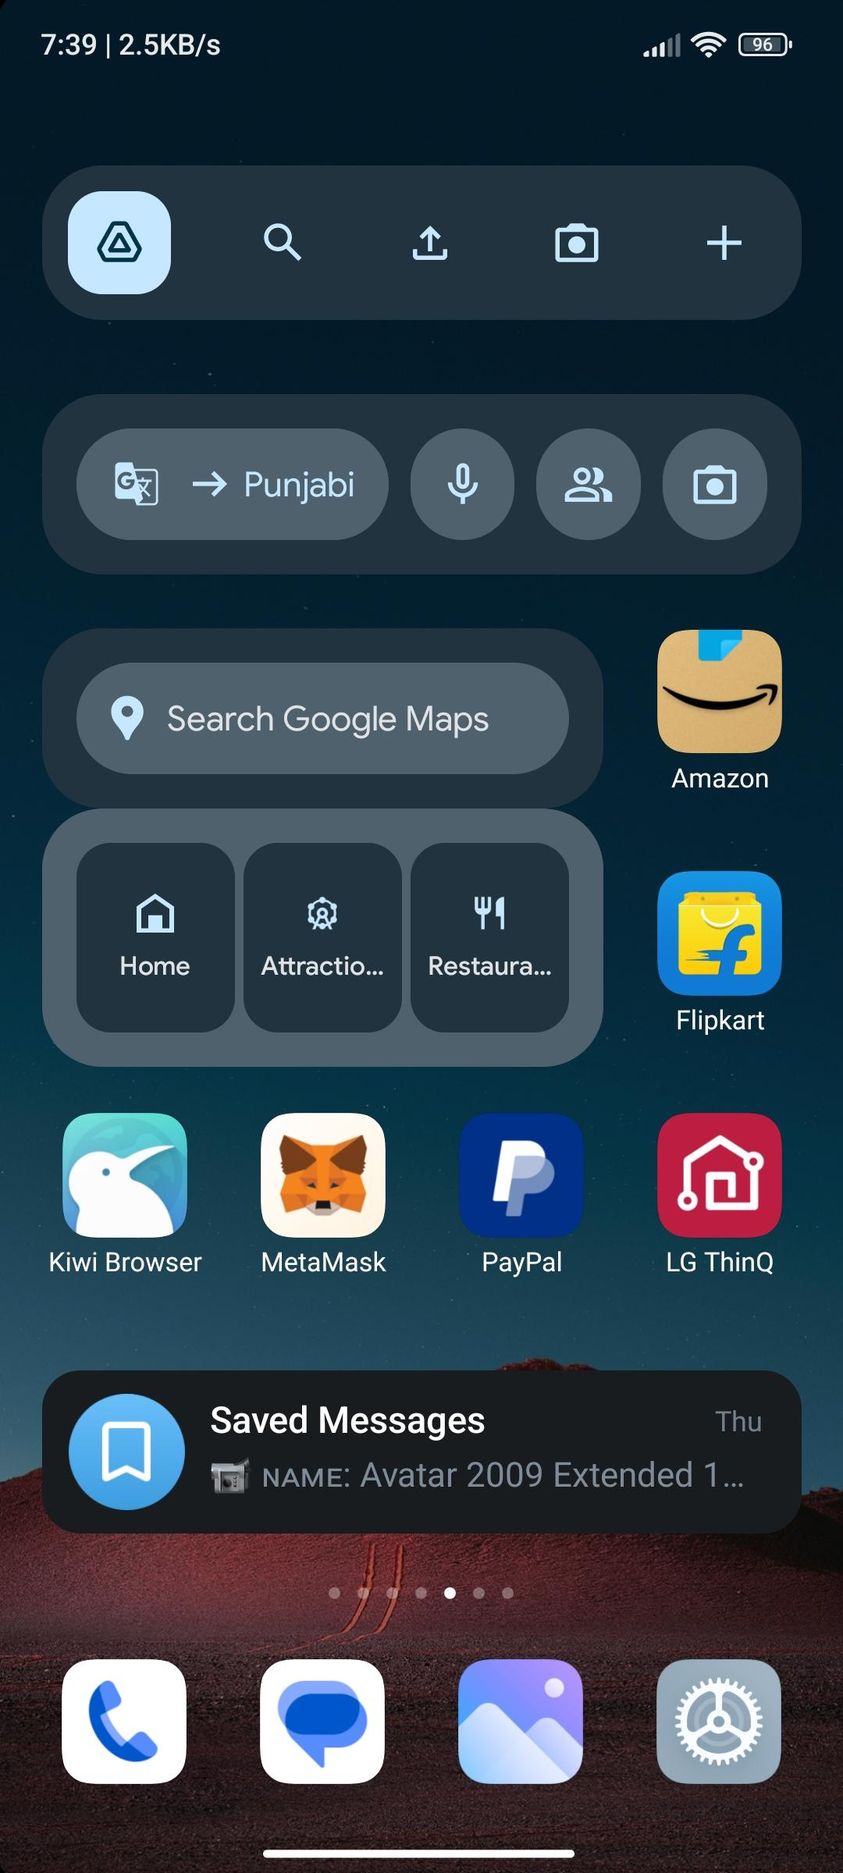 7:39 | 2.5KB/s
96
→ Punjabi
Search Google Maps
Amazon
Home
Attractio...
Restaura...
Flipkart
Kiwi Browser
MetaMask
PayPal
LG ThinQ
Saved Messages
Thu
🎥 NAME: Avatar 2009 Extended 1...